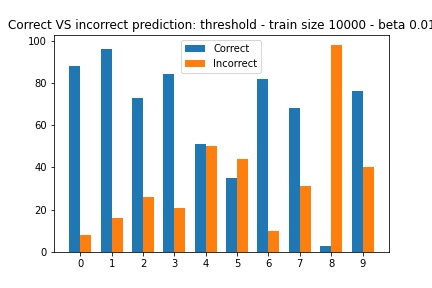 Correct VS incorrect prediction: threshold - train size 10000 - beta 0.01
100
80
60
40
20
0
Correct
Incorrect
0 1 2 3 4 5 6 7 8 9